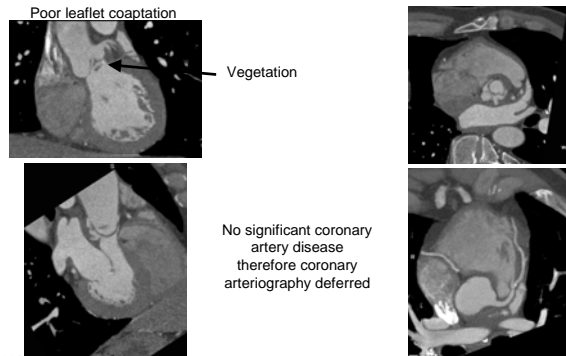 Poor leaflet coaptation
Vegetation
No significant coronary
artery disease
therefore coronary
arteriography deferred